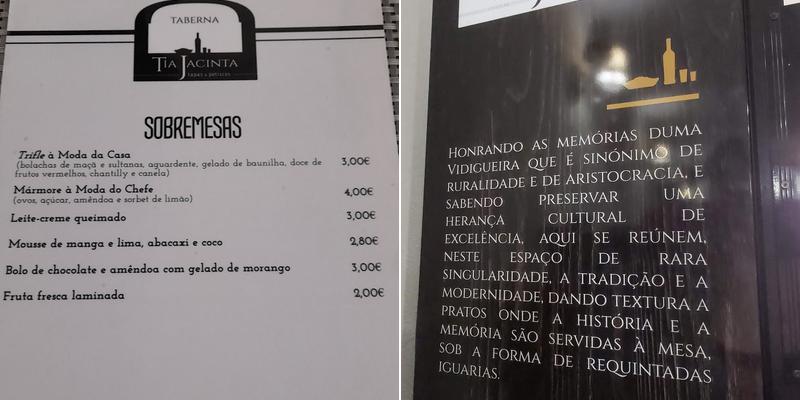 TABERNA
TIA JACINTA
tapas & petiscos
SOBREMESAS
Trifle à Moda da Casa
(bolachas de maçã e sultanas, aguardente, gelado de baunilha, doce de 3,00€
frutos vermelhos, chantilly e canela)
Mármore à Moda do Chefe 4,00€
(ovos, açúcar, amêndoa e sorbet de limão)
Leite-creme queimado 3,00€
Mousse de manga e lima, abacaxi e coco 2,80€
Bolo de chocolate e amêndoa com gelado de morango 3,00€
Fruta fresca laminada 2,00€
HONRANDO AS MEMÓRIAS DUMA
VIDIGUEIRA QUE É SINÓNIMO DE
RURALIDADE E DE ARISTOCRACIA, E
SABENDO PRESERVAR UMA
HERANÇA CULTURAL DE
EXCELÊNCIA, AQUI SE REÚNEM,
NESTE ESPAÇO DE RARA
SINGULARIDADE, A TRADIÇÃO E A
MODERNIDADE, DANDO TEXTURA A
PRATOS ONDE A HISTÓRIA E A
MEMÓRIA SÃO SERVIDAS À MESA,
SOB A FORMA DE REQUINTADAS
IGUARIAS.